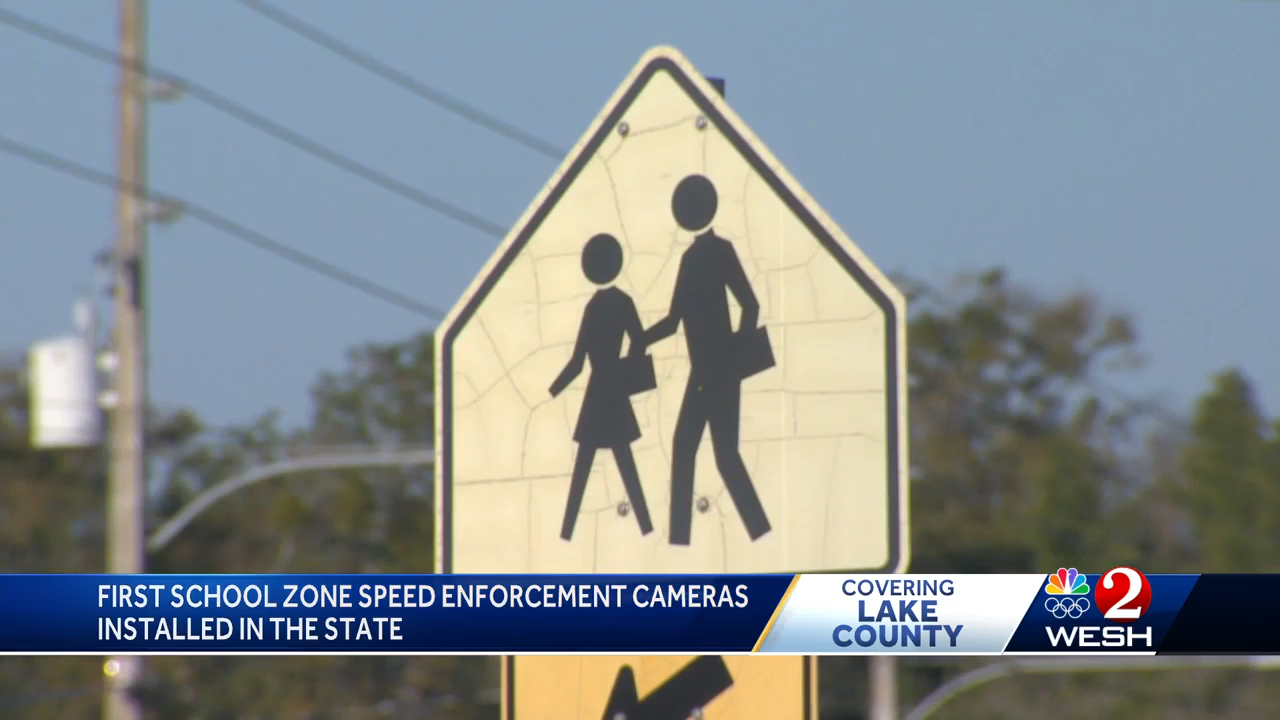 FIRST SCHOOL ZONE SPEED ENFORCEMENT CAMERAS
INSTALLED IN THE STATE
COVERING
LAKE
COUNTY
2
WESH